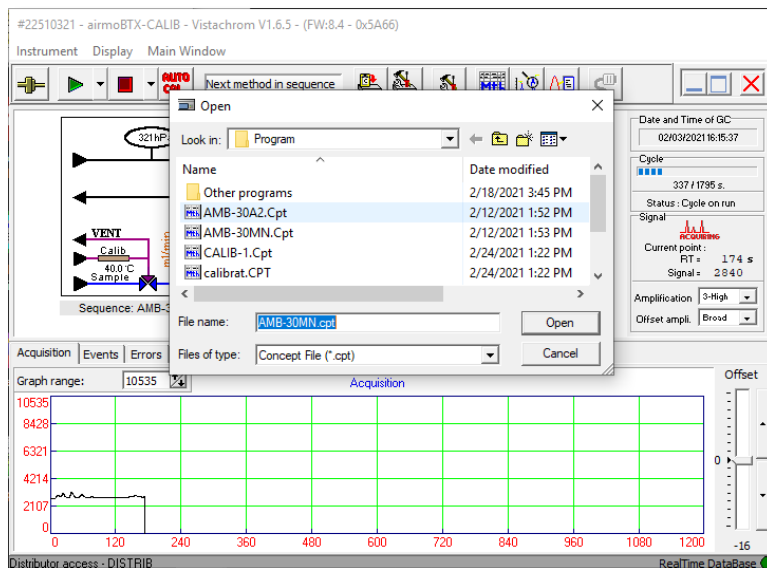 #22510321 - airmoBTX-CALIB - Vistachrom V1.6.5 - (FW:8.4 - 0x5A66)
Instrument Display Main Window
AUTO
CAL
Next method in sequence
Mth
Open
Look in: Program
Name Date modified
Other programs 2/18/2021 3:45 PM
AMB-30A2.Cpt 2/12/2021 1:52 PM
AMB-30MN.Cpt 2/12/2021 1:53 PM
CALIB-1.Cpt 2/24/2021 1:22 PM
calibrat.CPT 2/24/2021 1:22 PM
File name: AMB-30MN.cpt Open
Files of type: Concept File (*.cpt) Cancel
321 hP
VENT
Calib
40.0°C
Sample
ml/min
Sequence: AMB-3
Date and Time of GC
02/03/2021 16:15:37
Cycle
337 / 1795 s.
Status : Cycle on run
Signal
ACQUIRING
Current point :
RT = 174 s
Signal = 2840
Amplification 3-High
Offset ampli. Broad
Acquisition Events Errors
Graph range: 10535
Acquisition
Offset
10535
8428
6321
4214
2107
0
0 120 240 360 480 600 720 840 960 1080 1200
0
-16
Distributor access - DISTRIB RealTime DataBase